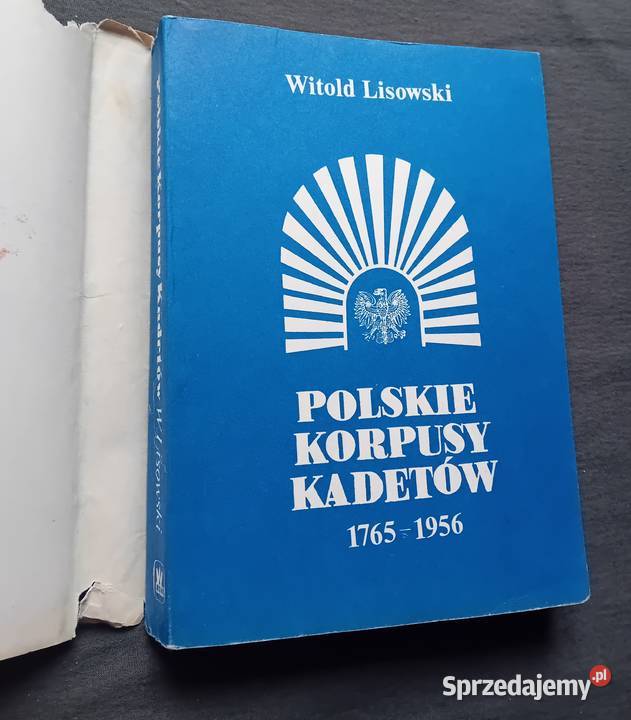 Witold Lisowski
POLSKIE
KORPUSY
KADETÓW
1765-1956
Polskie Korpusy Kadetów W. Lisowski
Sprzedajemy.pl